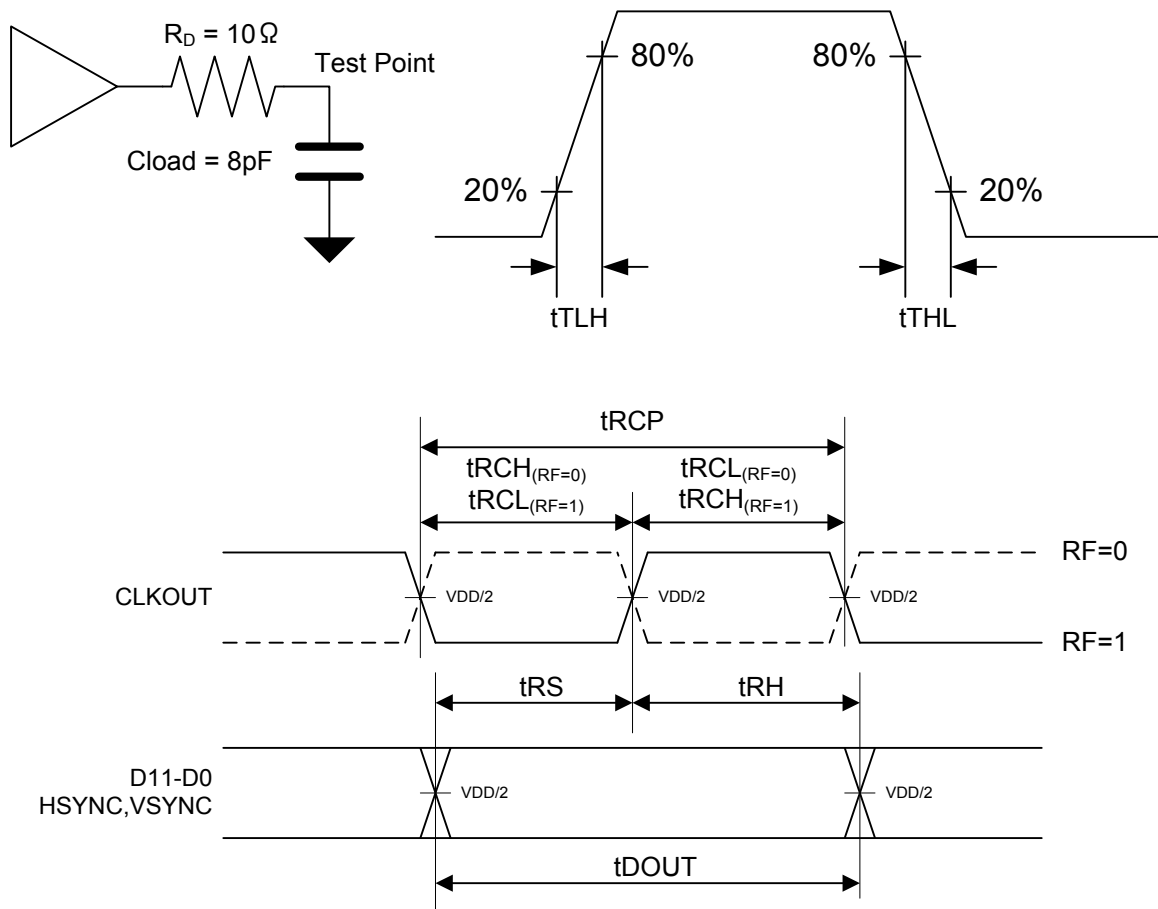 R_D = 10Ω
Test Point
Cload = 8pF
80%
80%
20%
20%
tTLH
tTHL
tRCP
tRCH(RF=0)
tRCL(RF=0)
tRCL(RF=1)
tRCH(RF=1)
RF=0
CLKOUT
VDD/2
VDD/2
VDD/2
RF=1
tRS
tRH
D11-D0
HSYNC,VSYNC
VDD/2
VDD/2
tDOUT